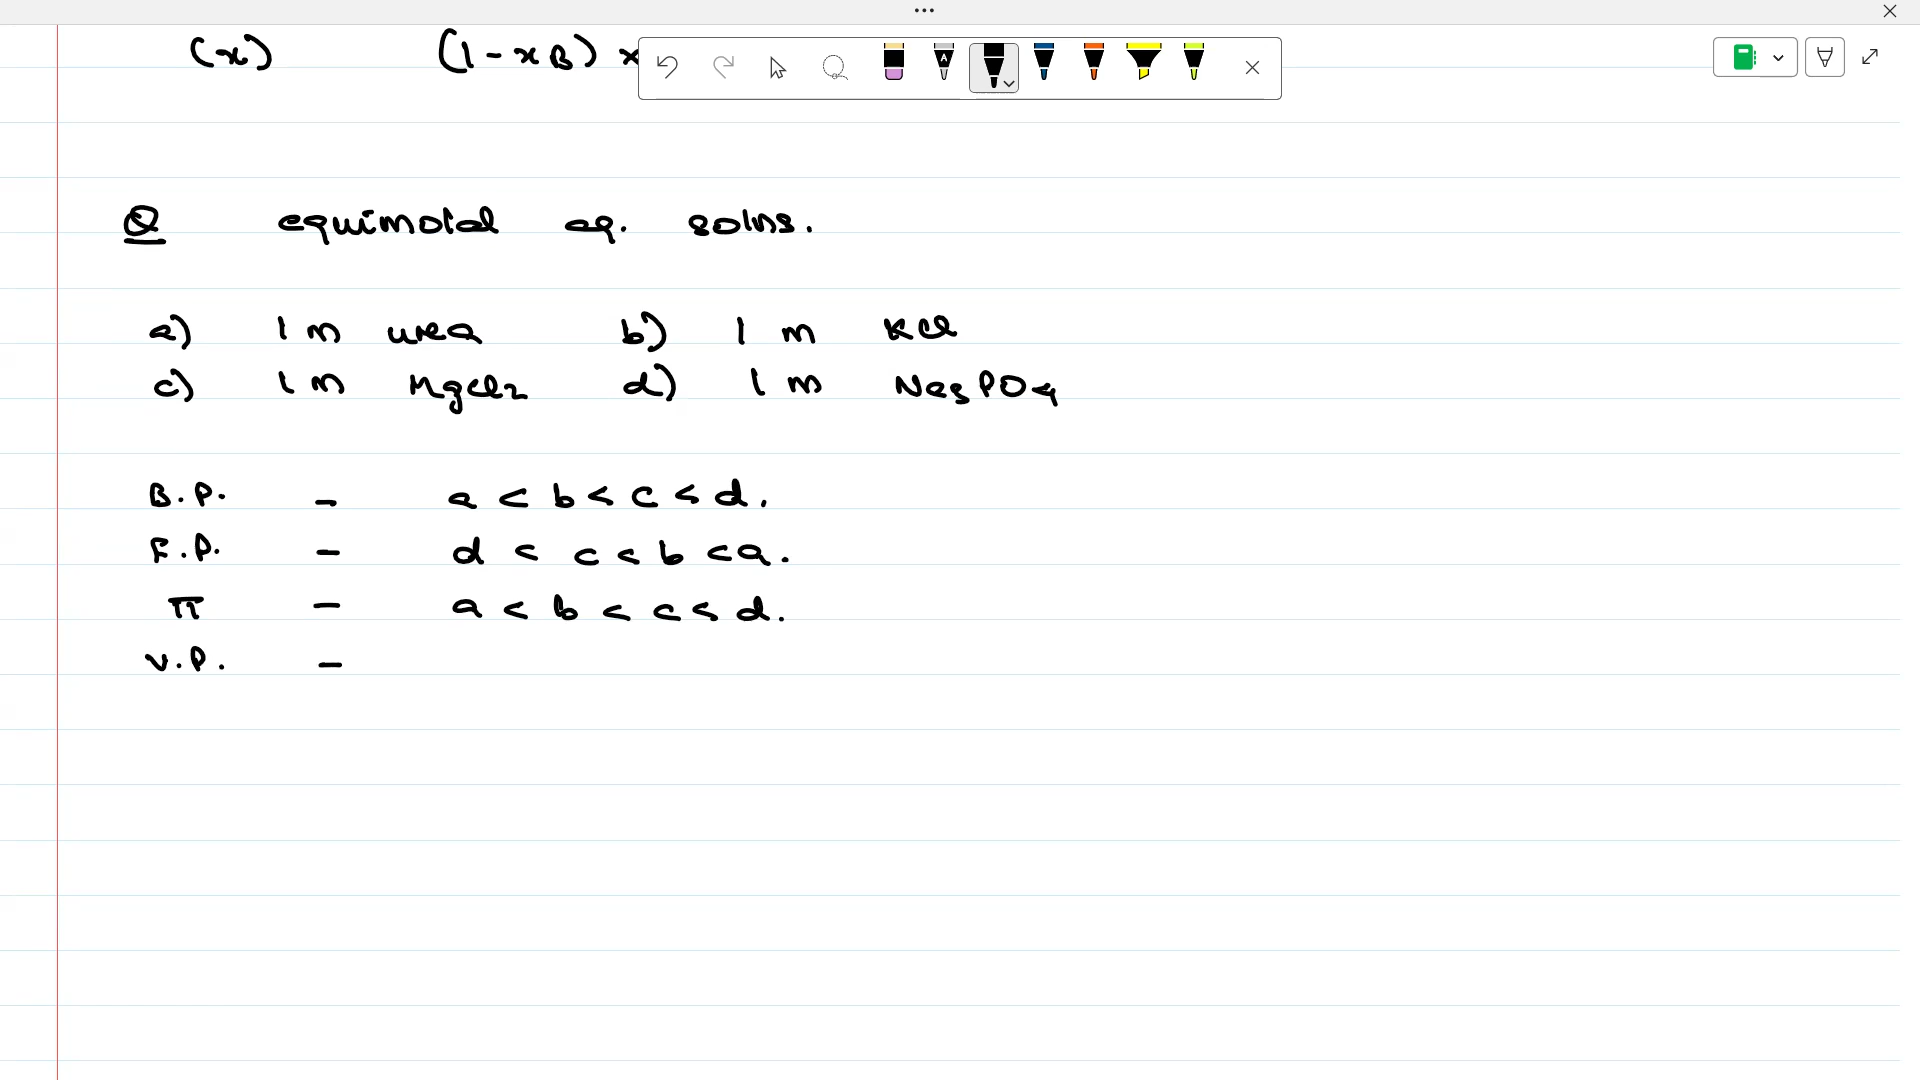 (x) (1 - xB) x
Q equimolal aq. solns.
a) 1 m urea b) 1 m KCl
c) 1 m MgCl2 d) 1 m Na3PO4
B.P. - a < b < c < d.
F.P. - d < c < b < a.
π - a < b < c < d.
V.P. -